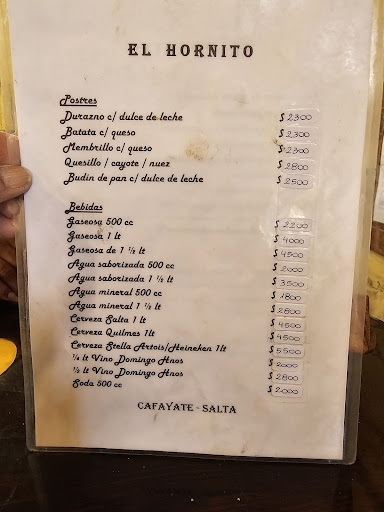 EL HORNITO
Postres
Durazno c/ dulce de leche $ 2300
Batata c/ queso $ 2300
Membrillo c/ queso $ 2300
Quesillo / cayote / nuez $ 2800
Budin de pan c/ dulce de leche $ 2500
Bebidas
Gaseosa 500 cc $ 2200
Gaseosa 1 lt $ 4000
Gaseosa de 1 ½ lt $ 4500
Agua saborizada 500 cc $ 2000
Agua saborizada 1 ½ lt $ 3500
Agua mineral 500 cc $ 1800
Agua mineral 1 ½ lt $ 2800
Cerveza Salta 1 lt $ 4500
Cerveza Quilmes 1lt $ 4500
Cerveza Stella Artois/Heineken 1lt $ 5500
¼ lt Vino Domingo Hnos $ 2000
½ lt Vino Domingo Hnos $ 2800
Soda 500 cc $ 2000
CAFAYATE - SALTA